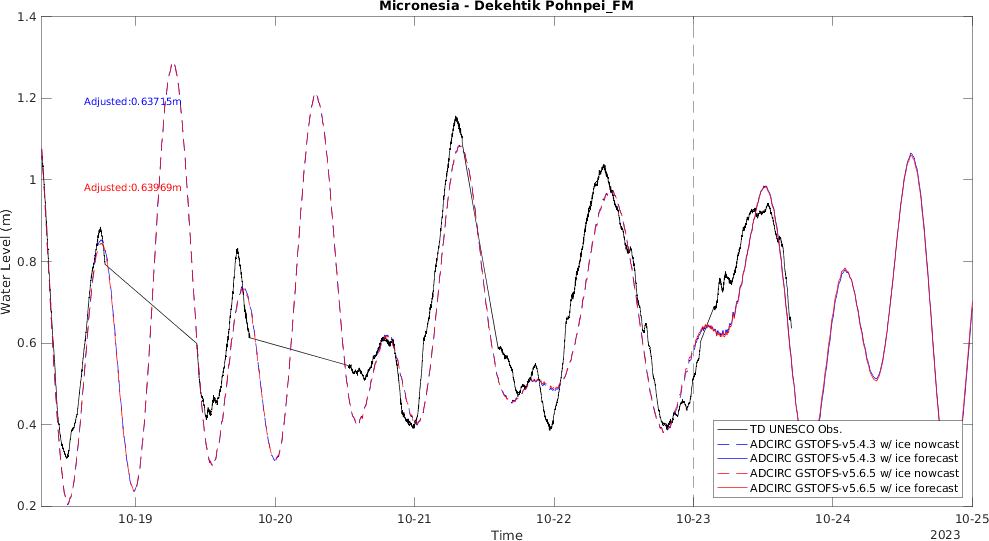 Micronesia - Dekehtik Pohnpei_FM
1.4
1.2
1
0.8
0.6
0.4
0.2
Water Level (m)
Adjusted:0.63715m
Adjusted:0.63969m
TD UNESCO Obs.
ADCIRC GSTOFS-v5.4.3 w/ ice nowcast
ADCIRC GSTOFS-v5.4.3 w/ ice forecast
ADCIRC GSTOFS-v5.6.5 w/ ice nowcast
ADCIRC GSTOFS-v5.6.5 w/ ice forecast
10-19 10-20 10-21 10-22 10-23 10-24 10-25
Time
2023